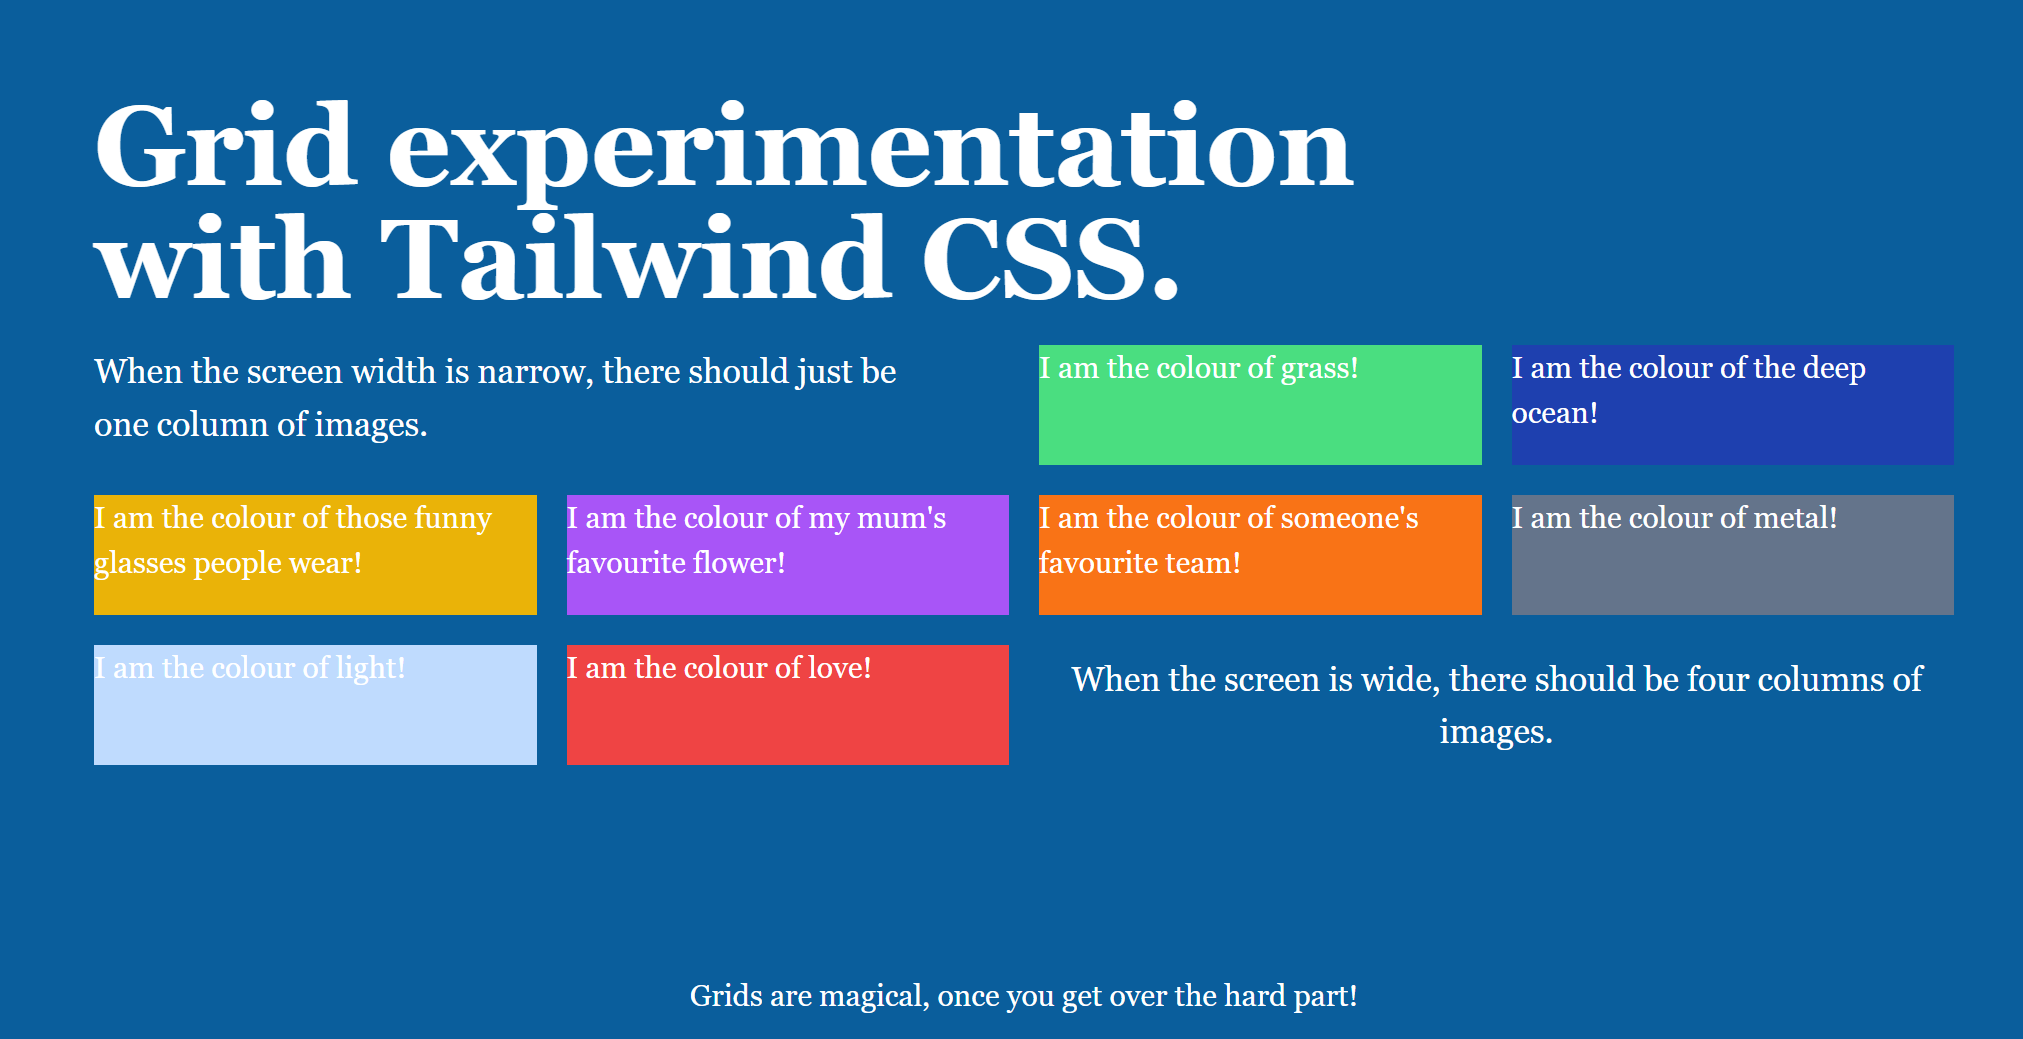 Grid experimentation
with Tailwind CSS.
When the screen width is narrow, there should just be
one column of images.
I am the colour of grass!
I am the colour of the deep
ocean!
I am the colour of those funny
glasses people wear!
I am the colour of my mum's
favourite flower!
I am the colour of someone's
favourite team!
I am the colour of metal!
I am the colour of light!
I am the colour of love!
When the screen is wide, there should be four columns of
images.
Grids are magical, once you get over the hard part!